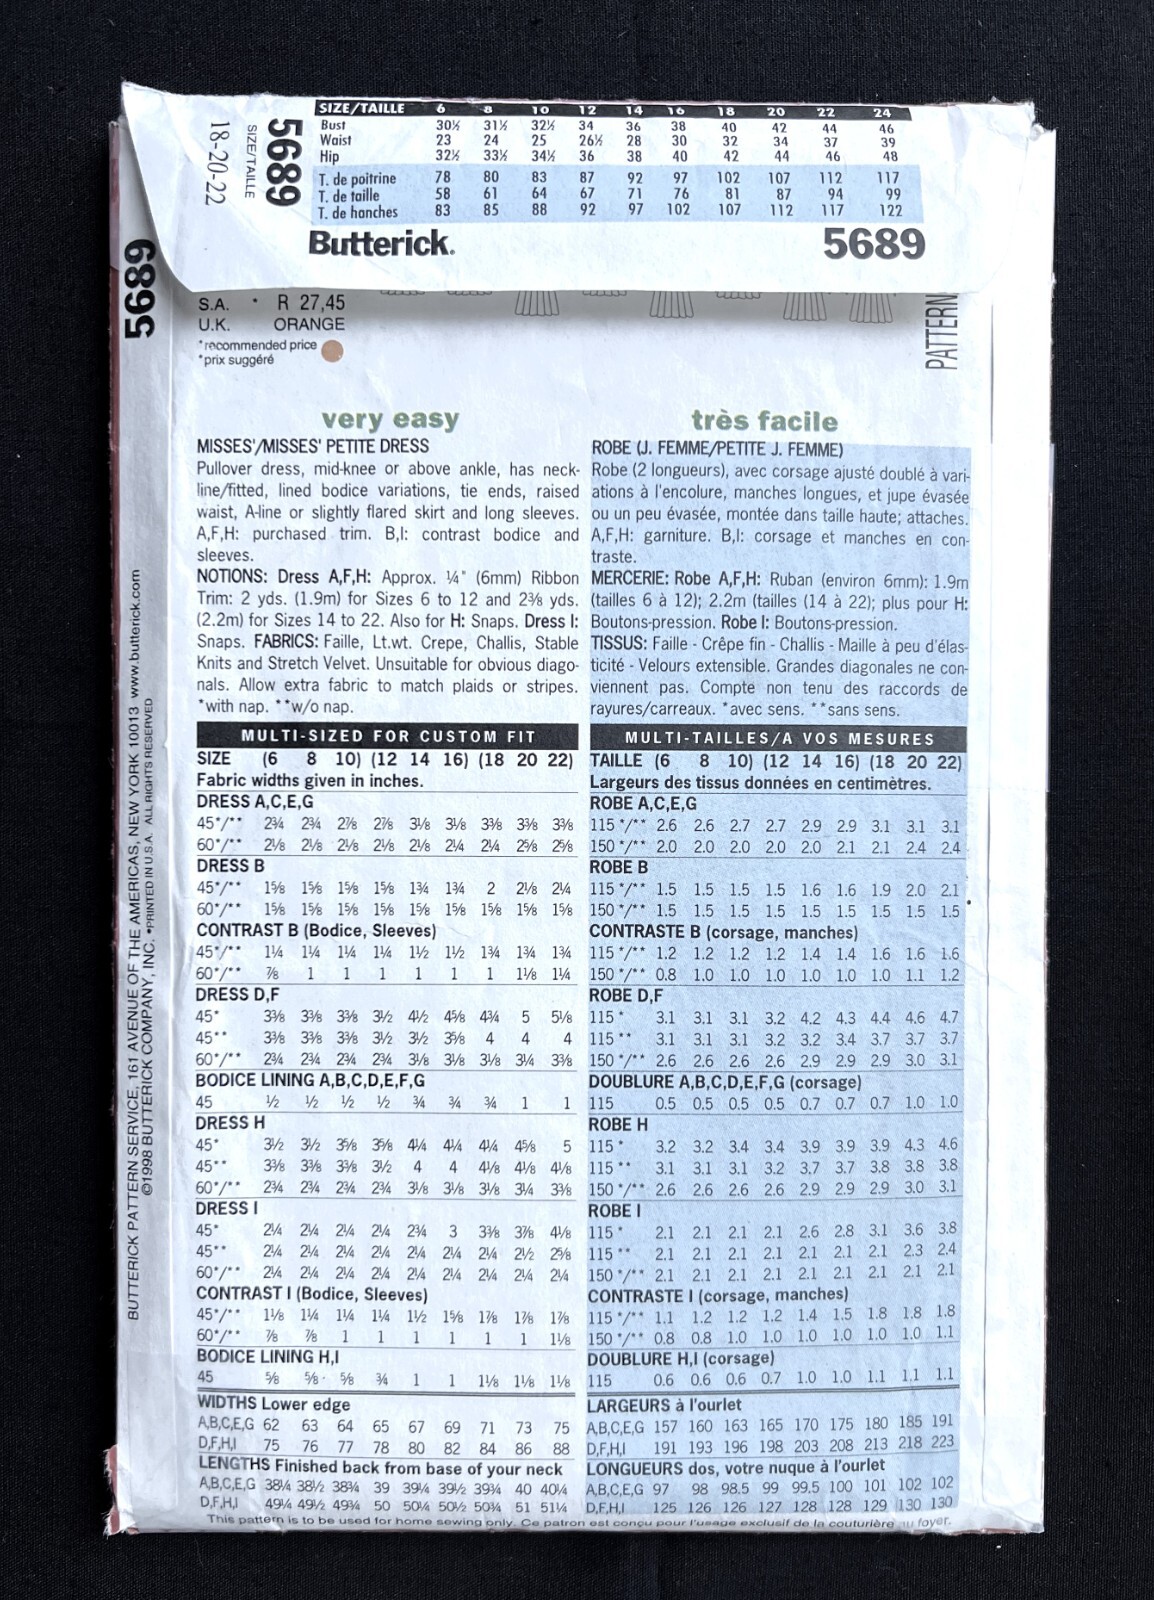 SIZE/TAILLE 6 8 10 12 14 16 18 20 22 24
Bust 30½ 31½ 32½ 34 36 38 40 42 44 46
Waist 23 24 25 26½ 28 30 32 34 37 39
Hip 32½ 33½ 34½ 36 38 40 42 44 46 48
T. de poitrine 78 80 83 87 92 97 102 107 112 117
T. de taille 58 61 64 67 71 76 81 87 94 99
T. de hanches 83 85 88 92 97 102 107 112 117 122
Butterick. 5689
5689
SIZE/TAILLE
18-20-22
5689
S.A. * R 27,45
U.K. ORANGE
*recommended price
*prix suggéré
PATTERN
very easy
MISSES'/MISSES' PETITE DRESS
Pullover dress, mid-knee or above ankle, has neck-
line/fitted, lined bodice variations, tie ends, raised
waist, A-line or slightly flared skirt and long sleeves.
A,F,H: purchased trim. B,I: contrast bodice and
sleeves.
NOTIONS: Dress A,F,H: Approx. ¼" (6mm) Ribbon
Trim: 2 yds. (1.9m) for Sizes 6 to 12 and 2⅜ yds.
(2.2m) for Sizes 14 to 22. Also for H: Snaps. Dress I:
Snaps. FABRICS: Faille, Lt.wt. Crepe, Challis, Stable
Knits and Stretch Velvet. Unsuitable for obvious diago-
nals. Allow extra fabric to match plaids or stripes.
*with nap. **w/o nap.
MULTI-SIZED FOR CUSTOM FIT
SIZE (6 8 10) (12 14 16) (18 20 22)
Fabric widths given in inches.
DRESS A,C,E,G
45*/** 2¾ 2¾ 2⅞ 2⅞ 3⅛ 3⅛ 3⅜ 3⅜ 3⅜
60*/** 2⅛ 2⅛ 2⅛ 2⅛ 2⅛ 2¼ 2¼ 2⅝ 2⅝
DRESS B
45*/** 1⅝ 1⅝ 1⅝ 1⅝ 1¾ 1¾ 2 2⅛ 2¼
60*/** 1⅝ 1⅝ 1⅝ 1⅝ 1⅝ 1⅝ 1⅝ 1⅝ 1⅝
CONTRAST B (Bodice, Sleeves)
45*/** 1¼ 1¼ 1¼ 1¼ 1½ 1½ 1¾ 1¾ 1¾
60*/** ⅞ 1 1 1 1 1 1 1⅛ 1¼
DRESS D,F
45* 3⅜ 3⅜ 3⅜ 3½ 4½ 4⅝ 4¾ 5 5⅛
45** 3⅜ 3⅜ 3⅜ 3½ 3½ 3⅝ 4 4 4
60*/** 2¾ 2¾ 2¾ 2¾ 3⅛ 3⅛ 3⅛ 3¼ 3⅜
BODICE LINING A,B,C,D,E,F,G
45 ½ ½ ½ ½ ¾ ¾ ¾ 1 1
DRESS H
45* 3½ 3½ 3⅝ 3⅝ 4¼ 4¼ 4¼ 4⅝ 5
45** 3⅜ 3⅜ 3⅜ 3½ 4 4 4⅛ 4⅛ 4⅛
60*/** 2¾ 2¾ 2¾ 2¾ 3⅛ 3⅛ 3⅛ 3¼ 3⅜
DRESS I
45* 2¼ 2¼ 2¼ 2¼ 2¾ 3 3⅜ 3⅞ 4⅛
45** 2¼ 2¼ 2¼ 2¼ 2¼ 2¼ 2¼ 2½ 2⅝
60*/** 2¼ 2¼ 2¼ 2¼ 2¼ 2¼ 2¼ 2¼ 2¼
CONTRAST I (Bodice, Sleeves)
45*/** 1⅛ 1¼ 1¼ 1¼ 1½ 1⅝ 1⅞ 1⅞ 1⅞
60*/** ⅞ ⅞ 1 1 1 1 1 1 1⅛
BODICE LINING H,I
45 ⅝ ⅝ ⅝ ¾ 1 1 1⅛ 1⅛ 1⅛
WIDTHS Lower edge
A,B,C,E,G 62 63 64 65 67 69 71 73 75
D,F,H,I 75 76 77 78 80 82 84 86 88
LENGTHS Finished back from base of your neck
A,B,C,E,G 38¼ 38½ 38¾ 39 39¼ 39½ 39¾ 40 40¼
D,F,H,I 49¼ 49½ 49¾ 50 50¼ 50½ 50¾ 51 51¼
très facile
ROBE (J. FEMME/PETITE J. FEMME)
Robe (2 longueurs), avec corsage ajusté doublé à vari-
ations à l'encolure, manches longues, et jupe évasée
ou un peu évasée, montée dans taille haute; attaches.
A,F,H: garniture. B,I: corsage et manches en con-
traste.
MERCERIE: Robe A,F,H: Ruban (environ 6mm): 1.9m
(tailles 6 à 12); 2.2m (tailles (14 à 22); plus pour H:
Boutons-pression. Robe I: Boutons-pression.
TISSUS: Faille - Crêpe fin - Challis - Maille à peu d'élas-
ticité - Velours extensible. Grandes diagonales ne con-
viennent pas. Compte non tenu des raccords de
rayures/carreaux. *avec sens. **sans sens.
MULTI-TAILLES/A VOS MESURES
TAILLE (6 8 10) (12 14 16) (18 20 22)
Largeurs des tissus données en centimètres.
ROBE A,C,E,G
115*/** 2.6 2.6 2.7 2.7 2.9 2.9 3.1 3.1 3.1
150*/** 2.0 2.0 2.0 2.0 2.0 2.1 2.1 2.4 2.4
ROBE B
115*/** 1.5 1.5 1.5 1.5 1.6 1.6 1.9 2.0 2.1
150*/** 1.5 1.5 1.5 1.5 1.5 1.5 1.5 1.5 1.5
CONTRASTE B (corsage, manches)
115*/** 1.2 1.2 1.2 1.2 1.4 1.4 1.6 1.6 1.6
150*/** 0.8 1.0 1.0 1.0 1.0 1.0 1.0 1.1 1.2
ROBE D,F
115* 3.1 3.1 3.1 3.2 4.2 4.3 4.4 4.6 4.7
115** 3.1 3.1 3.1 3.2 3.2 3.4 3.7 3.7 3.7
150*/** 2.6 2.6 2.6 2.6 2.9 2.9 2.9 3.0 3.1
DOUBLURE A,B,C,D,E,F,G (corsage)
115 0.5 0.5 0.5 0.5 0.7 0.7 0.7 1.0 1.0
ROBE H
115* 3.2 3.2 3.4 3.4 3.9 3.9 3.9 4.3 4.6
115** 3.1 3.1 3.1 3.2 3.7 3.7 3.8 3.8 3.8
150*/** 2.6 2.6 2.6 2.6 2.9 2.9 2.9 3.0 3.1
ROBE I
115* 2.1 2.1 2.1 2.1 2.6 2.8 3.1 3.6 3.8
115** 2.1 2.1 2.1 2.1 2.1 2.1 2.1 2.3 2.4
150*/** 2.1 2.1 2.1 2.1 2.1 2.1 2.1 2.1 2.1
CONTRASTE I (corsage, manches)
115*/** 1.1 1.2 1.2 1.2 1.4 1.5 1.8 1.8 1.8
150*/** 0.8 0.8 1.0 1.0 1.0 1.0 1.0 1.0 1.1
DOUBLURE H,I (corsage)
115 0.6 0.6 0.6 0.7 1.0 1.0 1.1 1.1 1.1
LARGEURS à l'ourlet
A,B,C,E,G 157 160 163 165 170 175 180 185 191
D,F,H,I 191 193 196 198 203 208 213 218 223
LONGUEURS dos, votre nuque à l'ourlet
A,B,C,E,G 97 98 98.5 99 99.5 100 101 102 102
D,F,H,I 125 126 126 127 128 128 129 130 130
This pattern is to be used for home sewing only. Ce patron est conçu pour l'usage exclusif de la couturière au foyer.
BUTTERICK PATTERN SERVICE, 161 AVENUE OF THE AMERICAS, NEW YORK 10013 www.butterick.com
©1998 BUTTERICK COMPANY, INC. •PRINTED IN U.S.A. ALL RIGHTS RESERVED